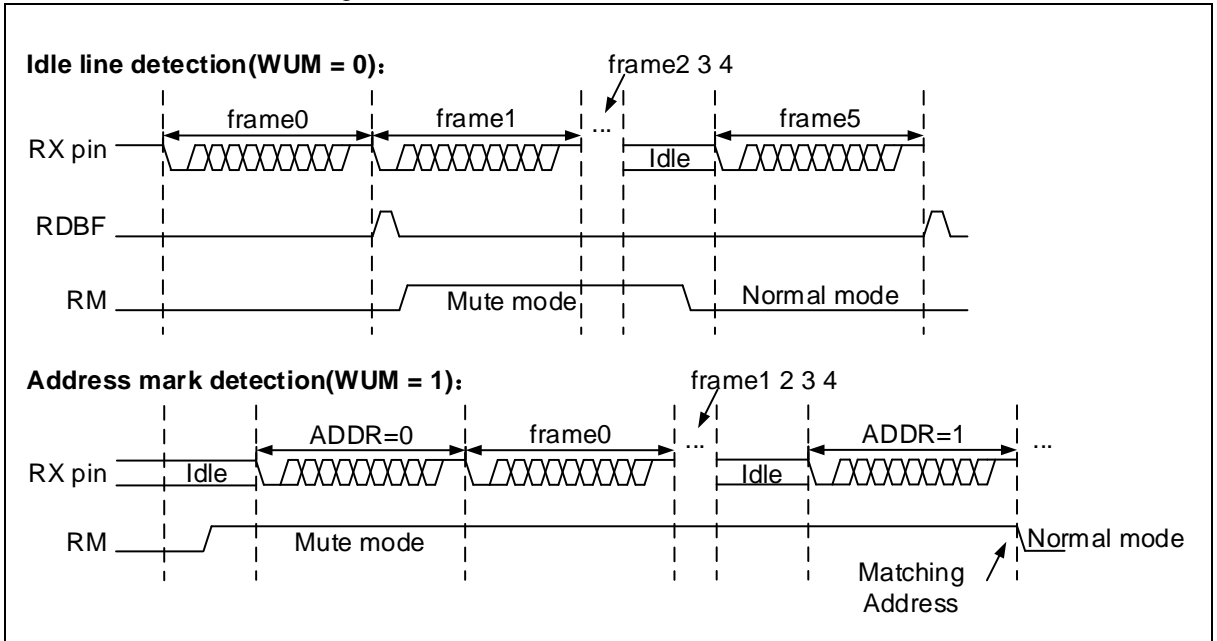 Idle line detection(WUM = 0)：
frame2 3 4
frame0
frame1
...
frame5
RX pin
Idle
RDBF
RM
Mute mode
Normal mode
Address mark detection(WUM = 1)：
frame1 2 3 4
ADDR=0
frame0
...
ADDR=1
...
RX pin
Idle
Idle
RM
Mute mode
Normal mode
Matching
Address